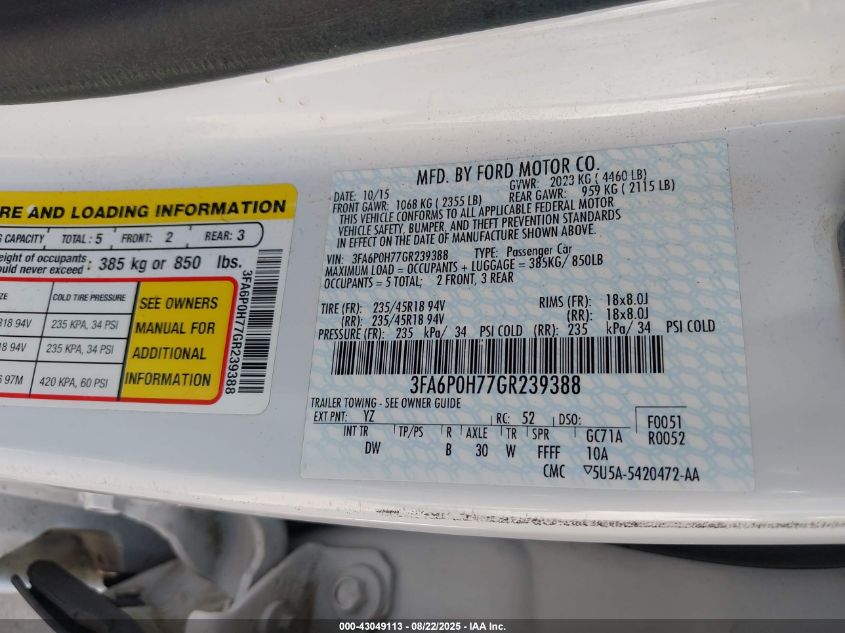 RE AND LOADING INFORMATION
G CAPACITY TOTAL: 5 FRONT: 2 REAR: 3
eight of occupants
ould never exceed : 385 kg or 850 lbs.
ZE COLD TIRE PRESSURE
R18 94V 235 KPA, 34 PSI
18 94V 235 KPA, 34 PSI
6 97M 420 KPA, 60 PSI
SEE OWNERS
MANUAL FOR
ADDITIONAL
INFORMATION
3FA6P0H77GR239388
MFD. BY FORD MOTOR CO.
DATE: 10/15 GVWR: 2023 KG ( 4460 LB)
FRONT GAWR: 1068 KG ( 2355 LB) REAR GAWR: 959 KG ( 2115 LB)
THIS VEHICLE CONFORMS TO ALL APPLICABLE FEDERAL MOTOR
VEHICLE SAFETY, BUMPER, AND THEFT PREVENTION STANDARDS
IN EFFECT ON THE DATE OF MANUFACTURE SHOWN ABOVE.
VIN: 3FA6P0H77GR239388 TYPE: Passenger Car
MAXIMUM LOAD = OCCUPANTS + LUGGAGE = 385KG/ 850LB
OCCUPANTS = 5 TOTAL: 2 FRONT, 3 REAR
TIRE (FR): 235/45R18 94V RIMS (FR): 18x8.0J
(RR): 235/45R18 94V (RR): 18x8.0J
PRESSURE (FR): 235 kPa/ 34 PSI COLD (RR): 235 kPa/ 34 PSI COLD
3FA6P0H77GR239388
TRAILER TOWING - SEE OWNER GUIDE
EXT PNT: YZ RC: 52 DSO: F0051
R0052
INT TR TP/PS R AXLE TR SPR GC71A
DW B 30 W FFFF 10A
CMC ▽5U5A-5420472-AA
000-43049113 - 08/22/2025 - IAA Inc.